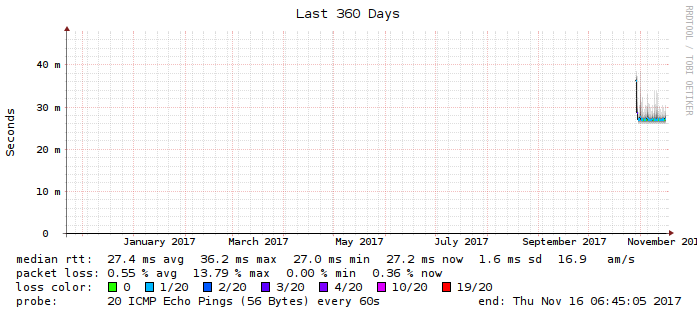 Last 360 Days
RRDTOOL / TOBI OETIKER
Seconds
40 m
30 m
20 m
10 m
0
January 2017 March 2017 May 2017 July 2017 September 2017 November 201
median rtt: 27.4 ms avg 36.2 ms max 27.0 ms min 27.2 ms now 1.6 ms sd 16.9 am/s
packet loss: 0.55 % avg 13.79 % max 0.00 % min 0.36 % now
loss color: 0 1/20 2/20 3/20 4/20 10/20 19/20
probe: 20 ICMP Echo Pings (56 Bytes) every 60s end: Thu Nov 16 06:45:05 2017